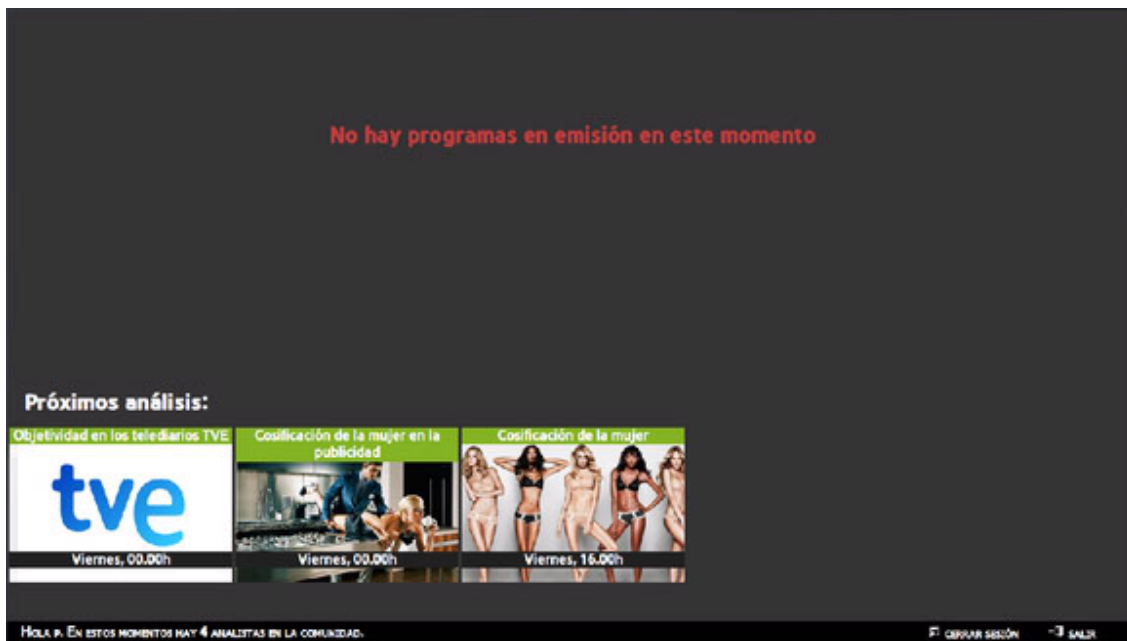 No hay programas en emisión en este momento
Próximos análisis:
Objetividad en los telediarios TVE
tve
Viernes, 00.00h
Cosificación de la mujer en la
publicidad
Viernes, 00.00h
Cosificación de la mujer
Viernes, 16.00h
HOLA P. EN ESTOS MOMENTOS HAY 4 ANALISTAS EN LA COMUNIDAD.
CERRAR SESIÓN
SALIR